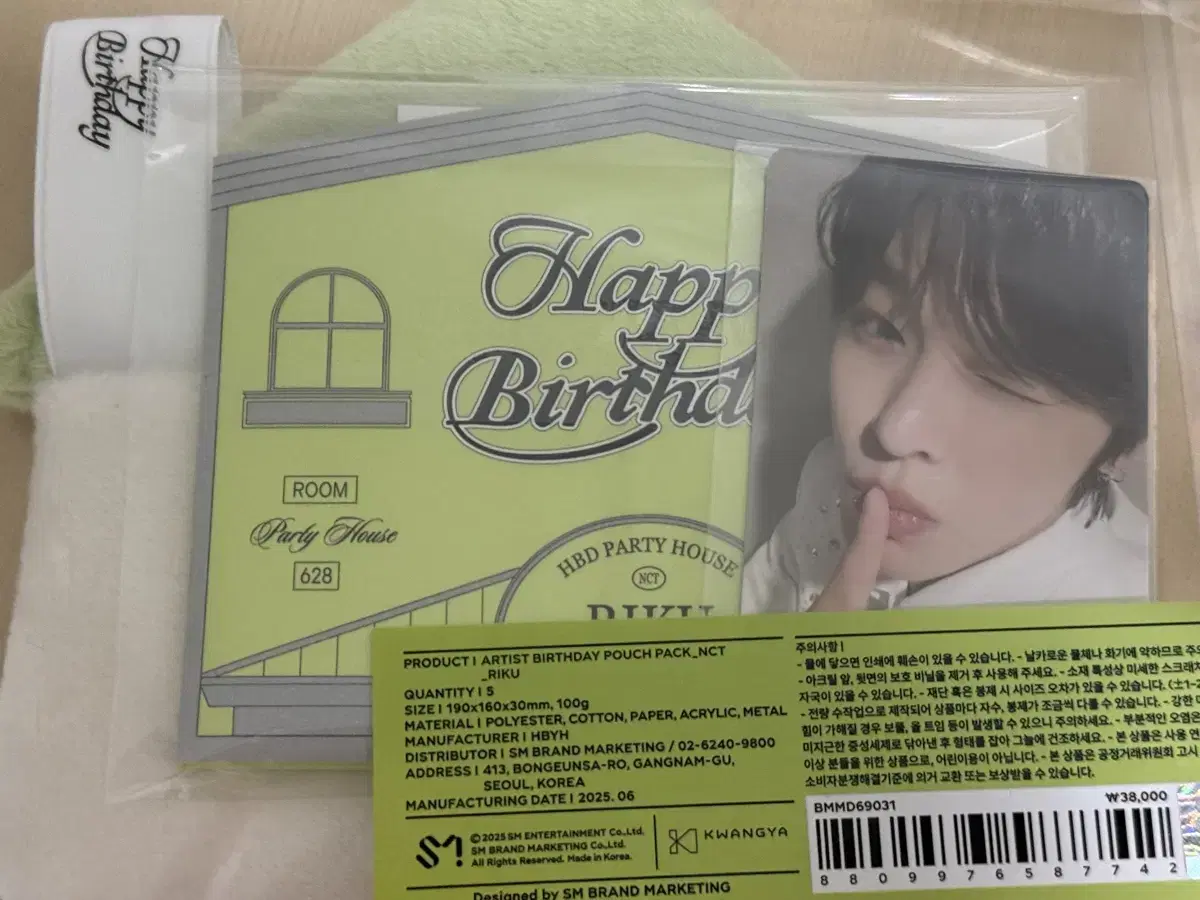 Happy
Birthday
Happ
Birthd
ROOM
Party House
628
HBD PARTY HOUSE
NCT
RIKU
PRODUCT I ARTIST BIRTHDAY POUCH PACK_NCT
_RIKU
QUANTITY I 5
SIZE I 190x160x30mm, 100g
MATERIAL I POLYESTER, COTTON, PAPER, ACRYLIC, METAL
MANUFACTURER I HBYH
DISTRIBUTOR I SM BRAND MARKETING / 02-6240-9800
ADDRESS I 413, BONGEUNSA-RO, GANGNAM-GU,
SEOUL, KOREA
MANUFACTURING DATE I 2025. 06
SM
©2025 SM ENTERTAINMENT Co.,Ltd.
SM BRAND MARKETING Co.,Ltd.
All Rights Reserved. Made in Korea.
KWANGYA
Designed by SM BRAND MARKETING
주의사항 I
- 물에 닿으면 인쇄에 훼손이 있을 수 있습니다. - 날카로운 물체나 화기에 약하므로 주의
- 아크릴 앞, 뒷면의 보호 비닐을 제거 후 사용해 주세요. - 소재 특성상 미세한 스크래치
자국이 있을 수 있습니다. - 재단 혹은 봉제 시 사이즈 오차가 있을 수 있습니다. (±1-2
- 전량 수작업으로 제작되어 상품마다 자수, 봉제가 조금씩 다를 수 있습니다. - 강한
힘이 가해질 경우 보풀, 올 트임 등이 발생할 수 있으니 주의하세요. - 부분적인 오염은
미지근한 중성세제로 닦아낸 후 형태를 잡아 그늘에 건조하세요. - 본 상품은 사용 연
이상 분들을 위한 상품으로, 어린이용이 아닙니다. - 본 상품은 공정거래위원회 고시
소비자분쟁해결기준에 의거 교환 또는 보상받을 수 있습니다.
BMMD69031
₩38,000
8809976587742